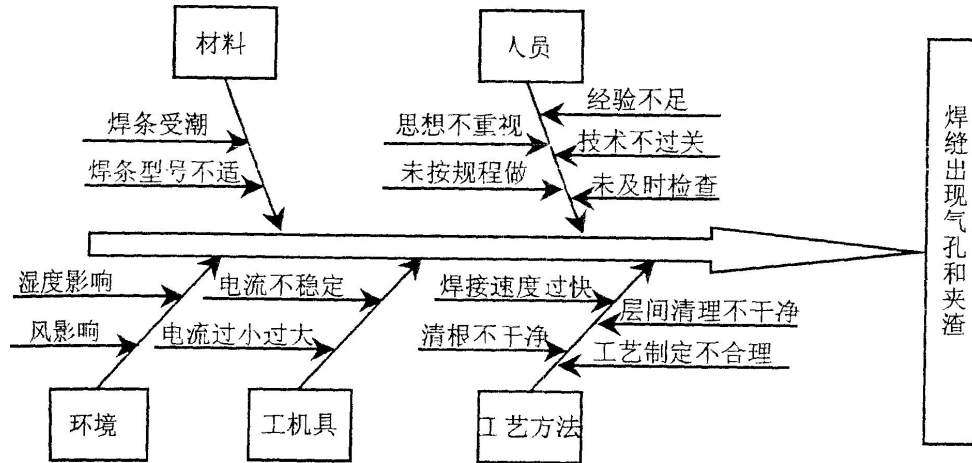 材料
人员
经验不足
焊条受潮
思想不重视
技术不过关
焊条型号不适
未按规程做
未及时检查
焊缝出现气孔和夹渣
湿度影响
电流不稳定
焊接速度过快
层间清理不干净
风影响
电流过小过大
清根不干净
工艺制定不合理
环境
工机具
工艺方法